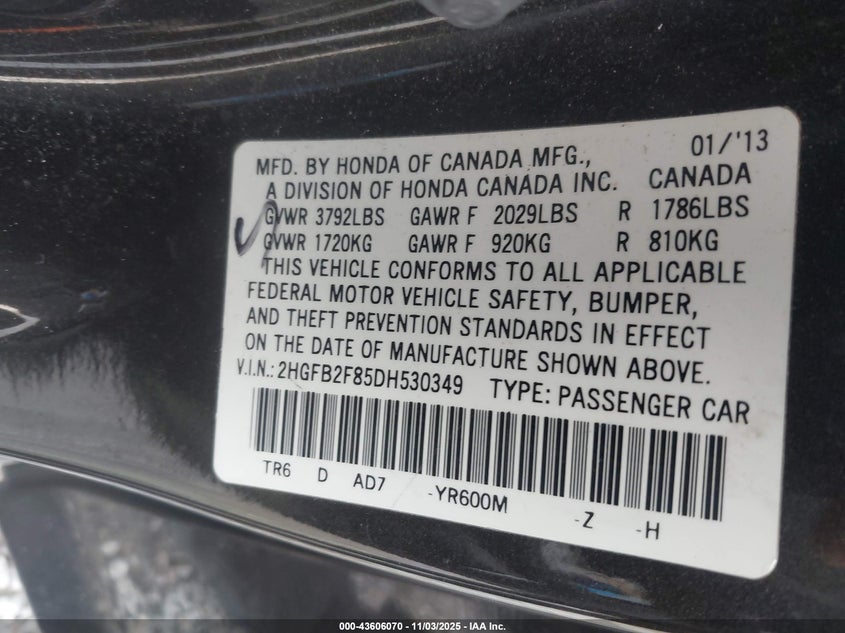 01/'13
MFD. BY HONDA OF CANADA MFG.,
A DIVISION OF HONDA CANADA INC. CANADA
GVWR 3792LBS GAWR F 2029LBS R 1786LBS
GVWR 1720KG GAWR F 920KG R 810KG
THIS VEHICLE CONFORMS TO ALL APPLICABLE
FEDERAL MOTOR VEHICLE SAFETY, BUMPER,
AND THEFT PREVENTION STANDARDS IN EFFECT
ON THE DATE OF MANUFACTURE SHOWN ABOVE.
V.I.N.: 2HGFB2F85DH530349 TYPE: PASSENGER CAR
TR6 D AD7 -YR600M -Z -H
000-43606070 - 11/03/2025 - IAA Inc.